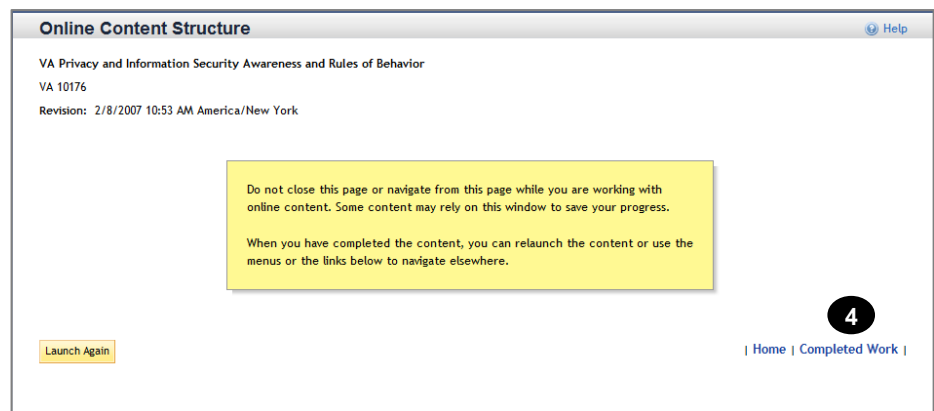 Online Content Structure
Help
VA Privacy and Information Security Awareness and Rules of Behavior
VA 10176
Revision: 2/8/2007 10:53 AM America/New York
Do not close this page or navigate from this page while you are working with
online content. Some content may rely on this window to save your progress.
When you have completed the content, you can relaunch the content or use the
menus or the links below to navigate elsewhere.
4
Launch Again
| Home | Completed Work |